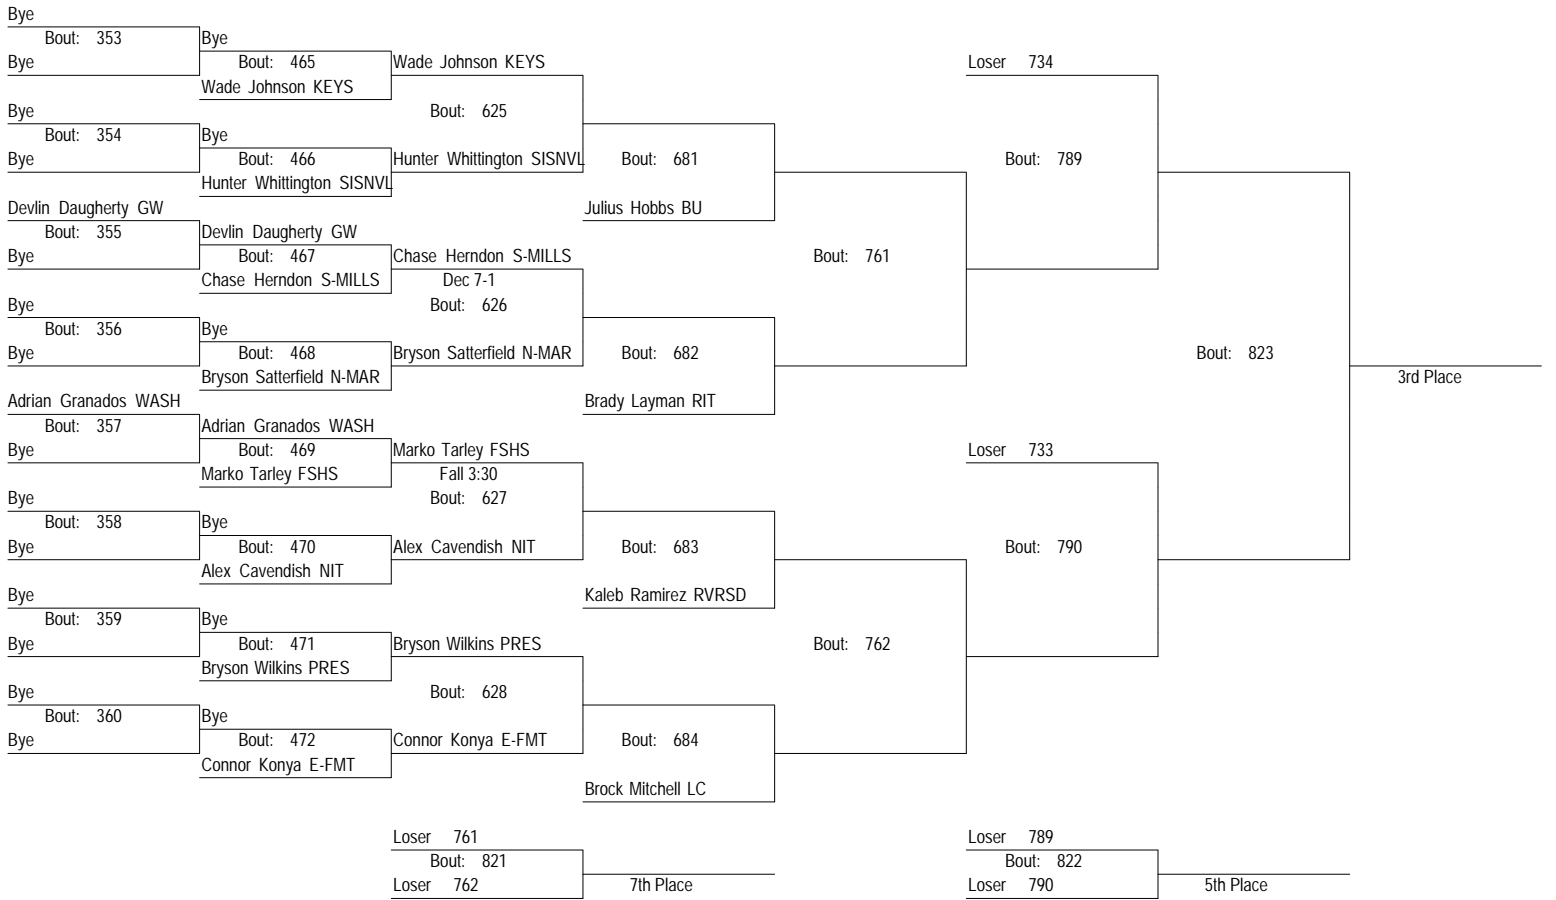 Bye
Bout: 353
Bye
Bye
Bout: 354
Bye
Devlin Daugherty GW
Bout: 355
Bye
Bye
Bout: 356
Bye
Adrian Granados WASH
Bout: 357
Bye
Bye
Bout: 358
Bye
Bye
Bout: 359
Bye
Bye
Bout: 360
Bye
Bye
Bout: 465
Wade Johnson KEYS
Bye
Bout: 466
Hunter Whittington SISNVL
Devlin Daugherty GW
Bout: 467
Chase Herndon S-MILLS
Bye
Bout: 468
Bryson Satterfield N-MAR
Adrian Granados WASH
Bout: 469
Marko Tarley FSHS
Bye
Bout: 470
Alex Cavendish NIT
Bye
Bout: 471
Bryson Wilkins PRES
Bye
Bout: 472
Connor Konya E-FMT
Wade Johnson KEYS
Bout: 625
Hunter Whittington SISNVL
Chase Herndon S-MILLS
Dec 7-1
Bout: 626
Bryson Satterfield N-MAR
Marko Tarley FSHS
Fall 3:30
Bout: 627
Alex Cavendish NIT
Bryson Wilkins PRES
Bout: 628
Connor Konya E-FMT
Bout: 681
Julius Hobbs BU
Bout: 682
Brady Layman RIT
Bout: 683
Kaleb Ramirez RVRSD
Bout: 684
Brock Mitchell LC
Bout: 761
Bout: 762
Loser 734
Bout: 789
Loser 733
Bout: 790
Bout: 823
3rd Place
Loser 761
Bout: 821
Loser 762
7th Place
Loser 789
Bout: 822
Loser 790
5th Place